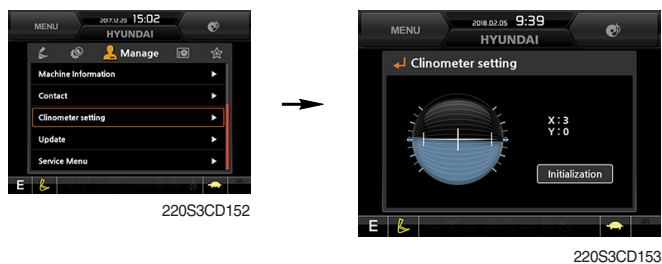 2017.12.20 15:02
MENU
HYUNDAI
Manage
Machine Information
Contact
Clinometer setting
Update
Service Menu
E
220S3CD152
2018.02.05 9:39
MENU
HYUNDAI
Clinometer setting
X : 3
Y : 0
Initialization
E
220S3CD153